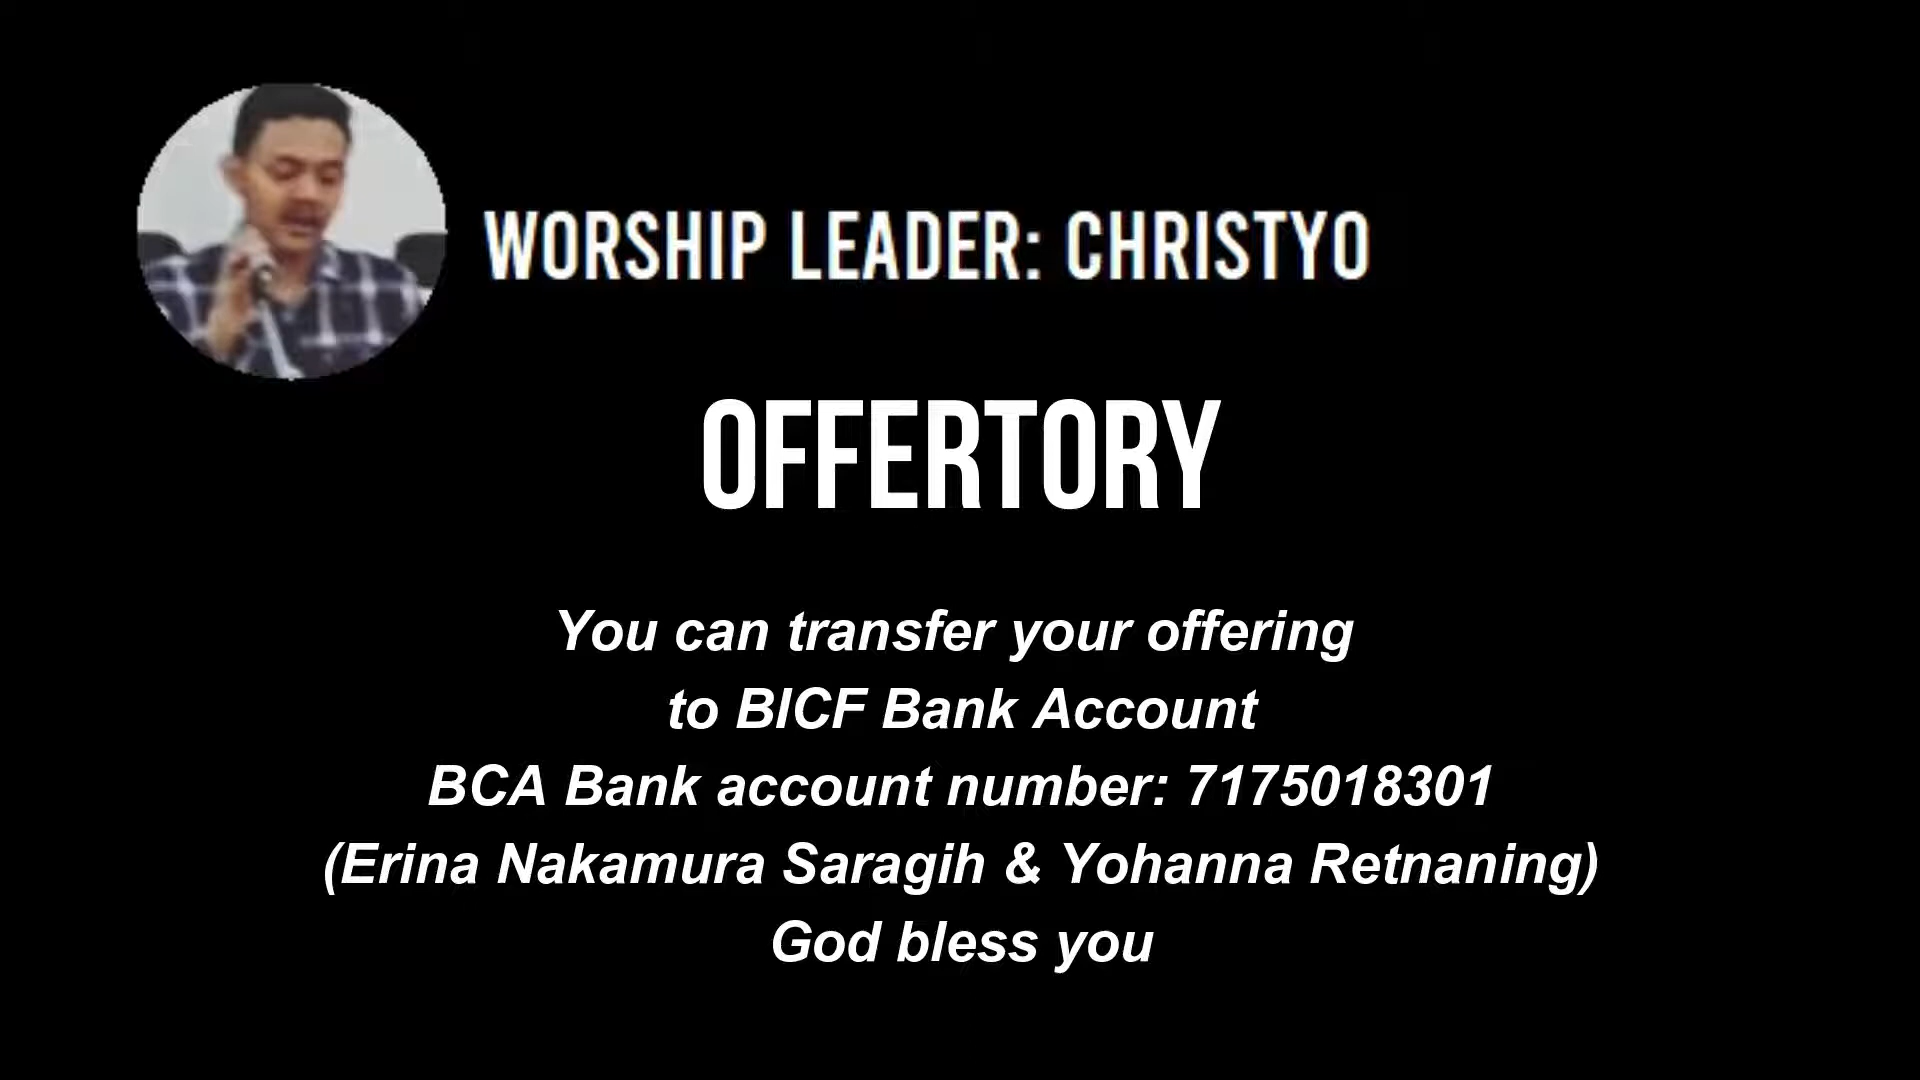 WORSHIP LEADER: CHRISTYO
OFFERTORY
You can transfer your offering
to BICF Bank Account
BCA Bank account number: 7175018301
(Erina Nakamura Saragih & Yohanna Retnaning)
God bless you